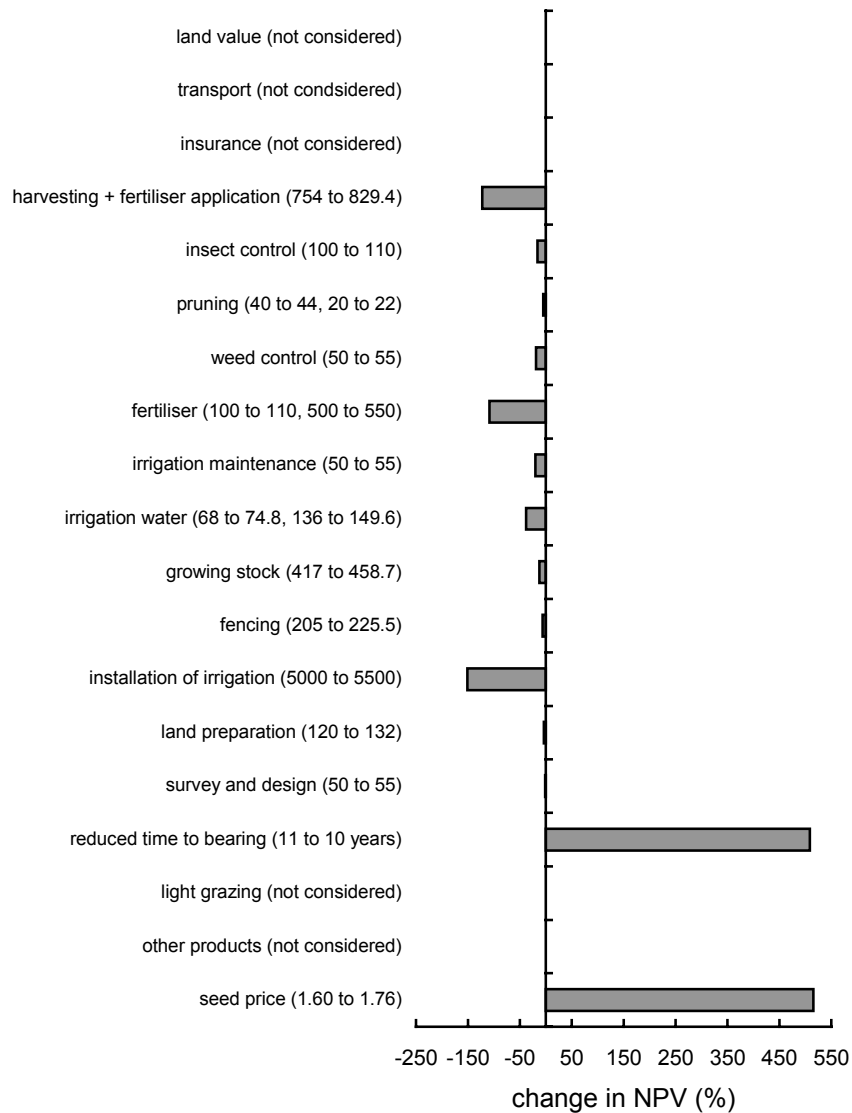 land value (not considered)
transport (not condsidered)
insurance (not considered)
harvesting + fertiliser application (754 to 829.4)
insect control (100 to 110)
pruning (40 to 44, 20 to 22)
weed control (50 to 55)
fertiliser (100 to 110, 500 to 550)
irrigation maintenance (50 to 55)
irrigation water (68 to 74.8, 136 to 149.6)
growing stock (417 to 458.7)
fencing (205 to 225.5)
installation of irrigation (5000 to 5500)
land preparation (120 to 132)
survey and design (50 to 55)
reduced time to bearing (11 to 10 years)
light grazing (not considered)
other products (not considered)
seed price (1.60 to 1.76)
-250 -150 -50 50 150 250 350 450 550
change in NPV (%)